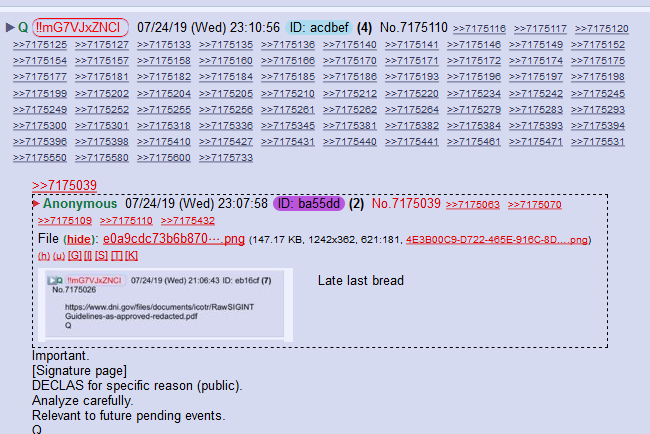 Q !!mG7VJxZNCI 07/24/19 (Wed) 23:10:56 ID: acdbef (4) No.7175110 >>7175116 >>7175117 >>7175120
>>7175125 >>7175127 >>7175133 >>7175135 >>7175136 >>7175140 >>7175141 >>7175146 >>7175149 >>7175152
>>7175154 >>7175157 >>7175158 >>7175160 >>7175166 >>7175170 >>7175171 >>7175172 >>7175174 >>7175175
>>7175177 >>7175181 >>7175182 >>7175184 >>7175185 >>7175186 >>7175193 >>7175196 >>7175197 >>7175198
>>7175199 >>7175202 >>7175204 >>7175205 >>7175210 >>7175212 >>7175220 >>7175234 >>7175242 >>7175245
>>7175249 >>7175252 >>7175255 >>7175256 >>7175261 >>7175262 >>7175264 >>7175279 >>7175283 >>7175293
>>7175300 >>7175301 >>7175318 >>7175336 >>7175345 >>7175381 >>7175382 >>7175384 >>7175393 >>7175394
>>7175396 >>7175398 >>7175410 >>7175427 >>7175431 >>7175440 >>7175441 >>7175461 >>7175471 >>7175531
>>7175550 >>7175580 >>7175600 >>7175733
>>7175039
Anonymous 07/24/19 (Wed) 23:07:58 ID: ba55dd (2) No.7175039 >>7175063 >>7175070
>>7175109 >>7175110 >>7175432
File (hide): e0a9cdc73b6b870⋯.png (147.17 KB, 1242x362, 621:181, 4E3B00C9-D722-465E-916C-8D….png)
(h) (u) [G] [I] [S] [T] [K]
Q !!mG7VJxZNCI 07/24/19 (Wed) 21:06:43 ID: eb16cf (7)
No.7175026
https://www.dni.gov/files/documents/icotr/RawSIGINT
Guidelines-as-approved-redacted.pdf
Q
Late last bread
Important.
[Signature page]
DECLAS for specific reason (public).
Analyze carefully.
Relevant to future pending events.
Q